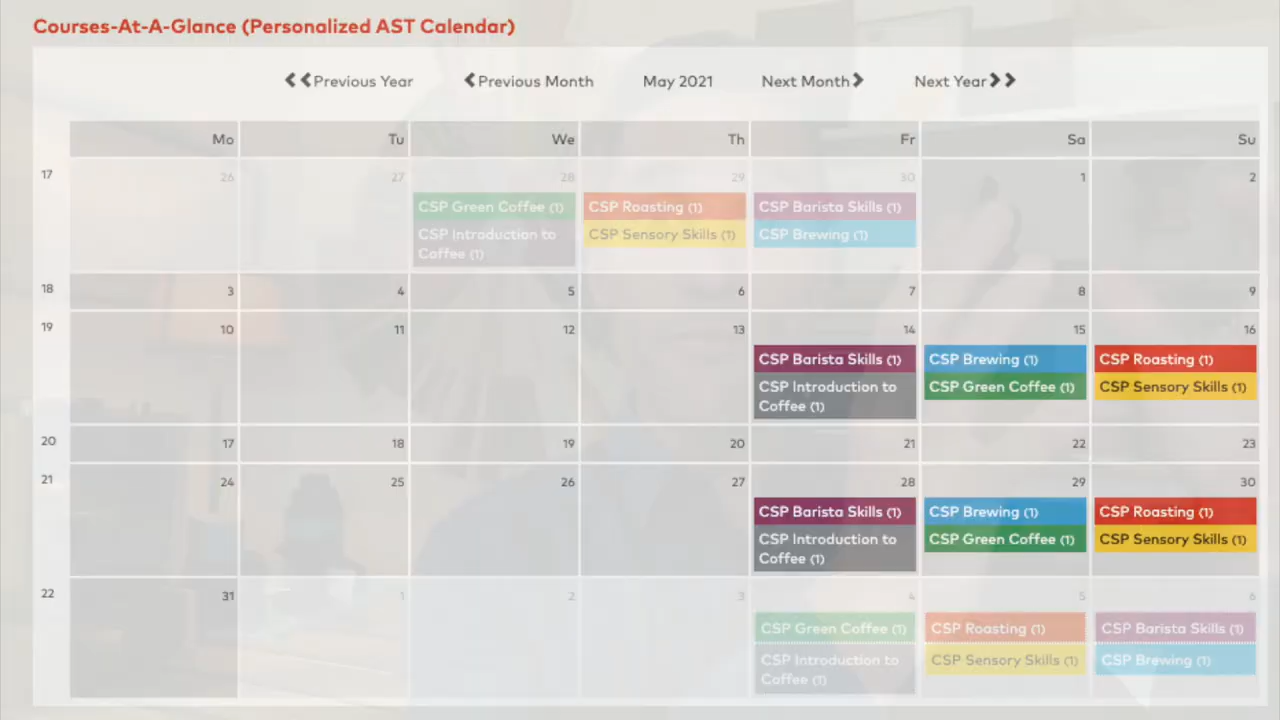 Courses-At-A-Glance (Personalized AST Calendar)
Previous Year Previous Month May 2021 Next Month Next Year
Mo Tu We Th Fr Sa Su
17 26 27 28 29 30 1 2
CSP Green Coffee (1) CSP Roasting (1) CSP Barista Skills (1)
CSP Introduction to CSP Sensory Skills (1) CSP Brewing (1)
Coffee (1)
18 3 4 5 6 7 8 9
19 10 11 12 13 14 15 16
CSP Barista Skills (1) CSP Brewing (1) CSP Roasting (1)
CSP Introduction to CSP Green Coffee (1) CSP Sensory Skills (1)
Coffee (1)
20 17 18 19 20 21 22 23
21 24 25 26 27 28 29 30
CSP Barista Skills (1) CSP Brewing (1) CSP Roasting (1)
CSP Introduction to CSP Green Coffee (1) CSP Sensory Skills (1)
Coffee (1)
22 31 1 2 3 4 5 6
CSP Green Coffee (1) CSP Roasting (1) CSP Barista Skills (1)
CSP Introduction to CSP Sensory Skills (1) CSP Brewing (1)
Coffee (1)